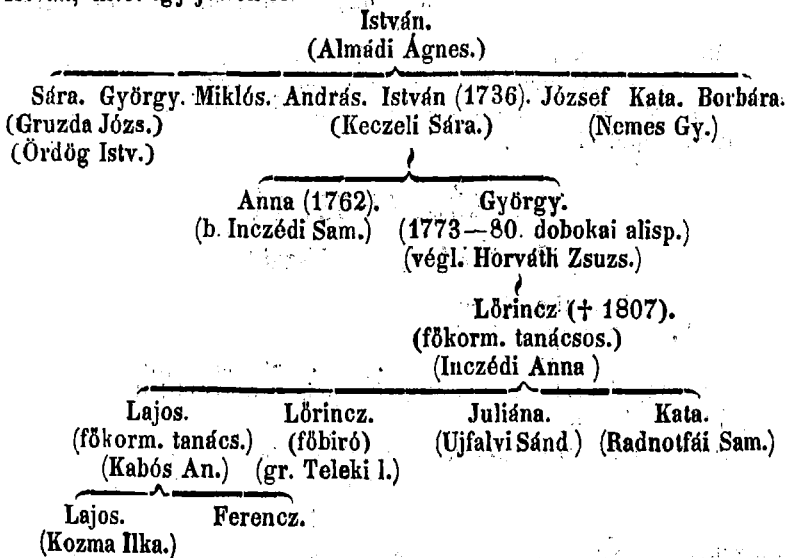 István.
(Almádi Ágnes.)
Sára. György. Miklós. András. István (1736). József Kata. Borbára.
(Gruzda Józs.) (Keczeli Sára.) (Nemes Gy.)
(Ördög Istv.)
Anna (1762). György.
(b. Inczédi Sam.) (1773—80. dobokai alisp.)
(végl. Horváth Zsuzs.)
Lőrincz († 1807).
(főkorm. tanácsos.)
(Inczédi Anna )
Lajos. Lőrincz. Juliána. Kata.
(főkorm. tanács.) (főbiró) (Ujfalvi Sánd ) (Radnotfái Sam.)
(Kabós An.) (gr. Teleki I.)
Lajos. Ferencz.
(Kozma Ilka.)